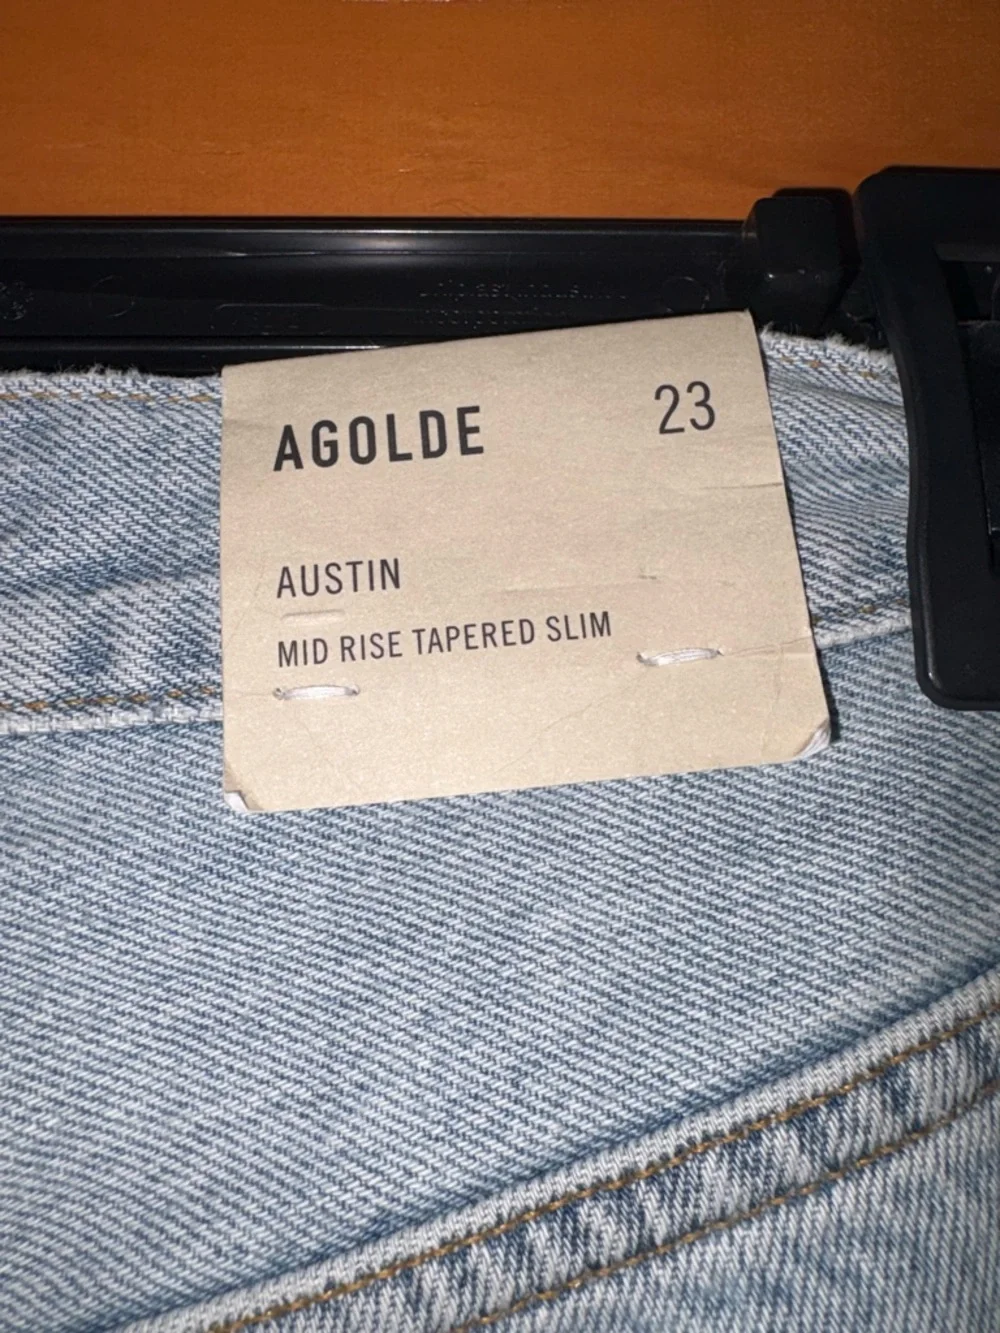 AGOLDE 23
AUSTIN
MID RISE TAPERED SLIM